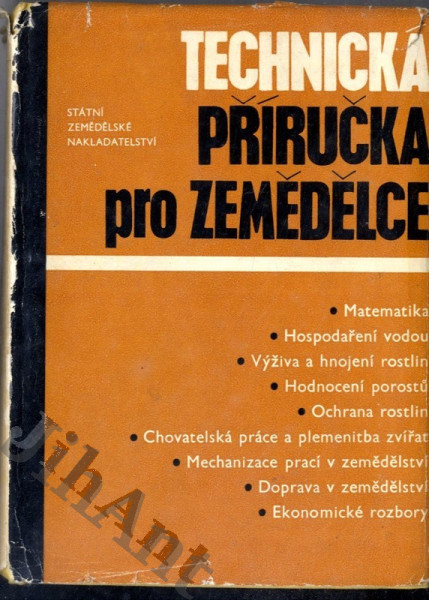 TECHNICKÁ
STÁTNÍ
ZEMĚDĚLSKÉ
NAKLADATELSTVÍ
PŘÍRUČKA
pro ZEMĚDĚLCE
• Matematika
• Hospodaření vodou
• Výživa a hnojení rostlin
• Hodnocení porostů
• Ochrana rostlin
• Chovatelská práce a plemenitba zvířat
• Mechanizace prací v zemědělství
• Doprava v zemědělství
• Ekonomické rozbory
JihAnt